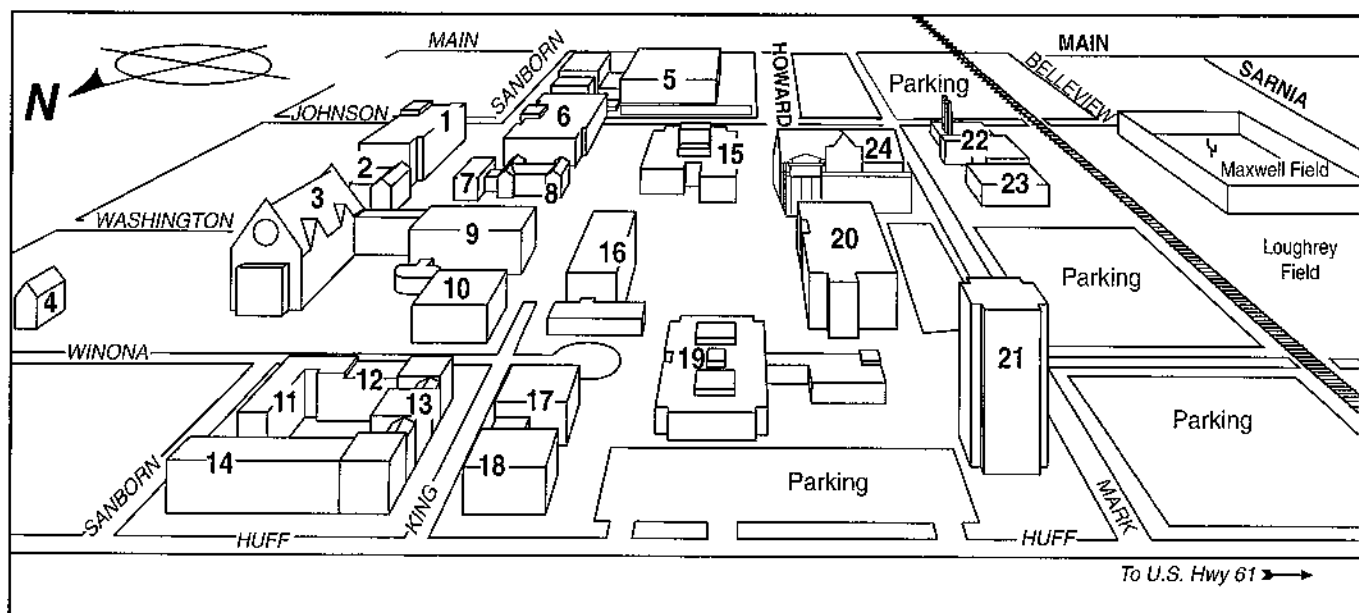 MAIN
MAIN
SANBORN
HOWARD
BELLEVIEW
SARNIA
N
5
Parking
JOHNSON
1
6
22
2
15
24
Maxwell Field
7
8
23
3
WASHINGTON
9
16
20
Loughrey
Field
Parking
4
10
WINONA
19
21
12
11
13
17
Parking
14
18
Parking
SANBORN
KING
MARK
HUFF
HUFF
To U.S. Hwy 61